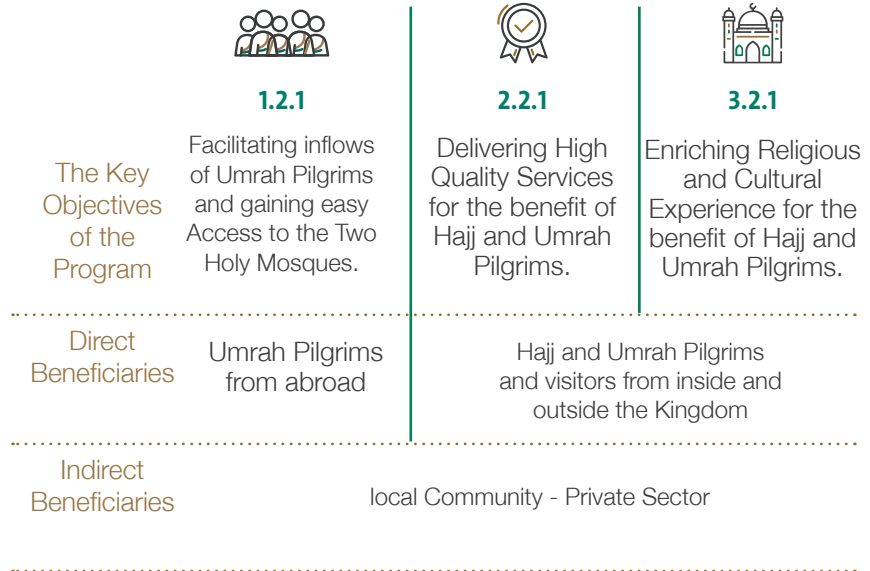 1.2.1
2.2.1
3.2.1
The Key
Objectives
of the
Program
Facilitating inflows
of Umrah Pilgrims
and gaining easy
Access to the Two
Holy Mosques.
Delivering High
Quality Services
for the benefit of
Hajj and Umrah
Pilgrims.
Enriching Religious
and Cultural
Experience for the
benefit of Hajj and
Umrah Pilgrims.
Direct
Beneficiaries
Umrah Pilgrims
from abroad
Hajj and Umrah Pilgrims
and visitors from inside and
outside the Kingdom
Indirect
Beneficiaries
local Community - Private Sector